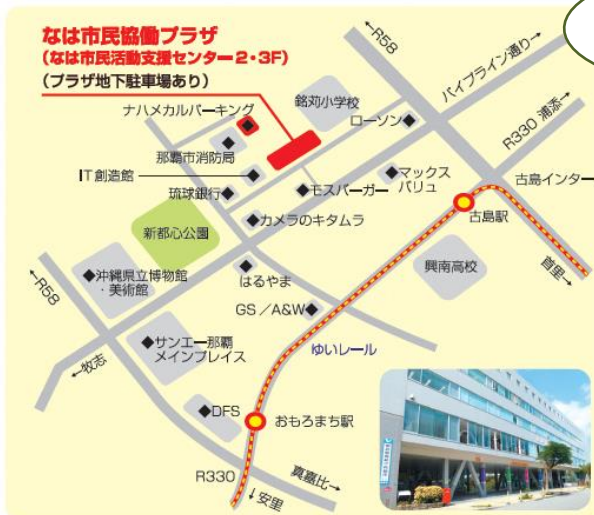 なは市民協働プラザ
(なは市民活動支援センター2・3F)
(プラザ地下駐車場あり)
←R58
パイプライン通り→
R330 浦添→
ナハメカルパーキング
銘苅小学校
ローソン
那覇市消防局
IT創造館
琉球銀行
モスバーガー
マックス
バリュ
古島インター
古島駅
首里→
カメラのキタムラ
新都心公園
興南高校
沖縄県立博物館
・美術館
はるやま
←R58
GS/A&W
サンエー那覇
メインプレイス
ゆいレール
←牧志
DFS
おもろまち駅
R330
↓安里
真嘉比→